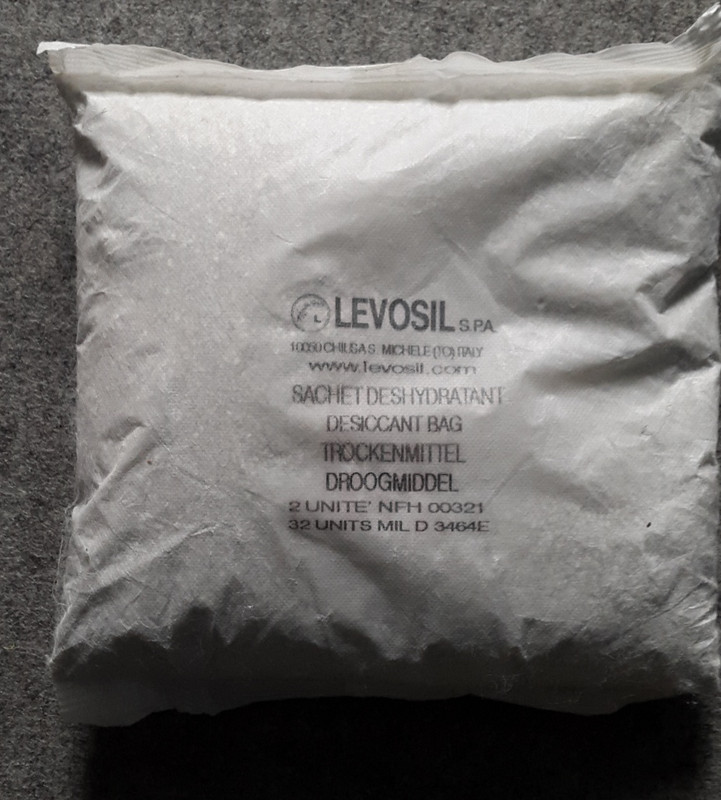 LEVOSIL S.P.A.
10050 CHIUSA S. MICHELE (TO) ITALY
www.levosil.com
SACHET DESHYDRATANT
DESICCANT BAG
TROCKENMITTEL
DROOGMIDDEL
2 UNITE' NFH 00321
32 UNITS MIL D 3464E